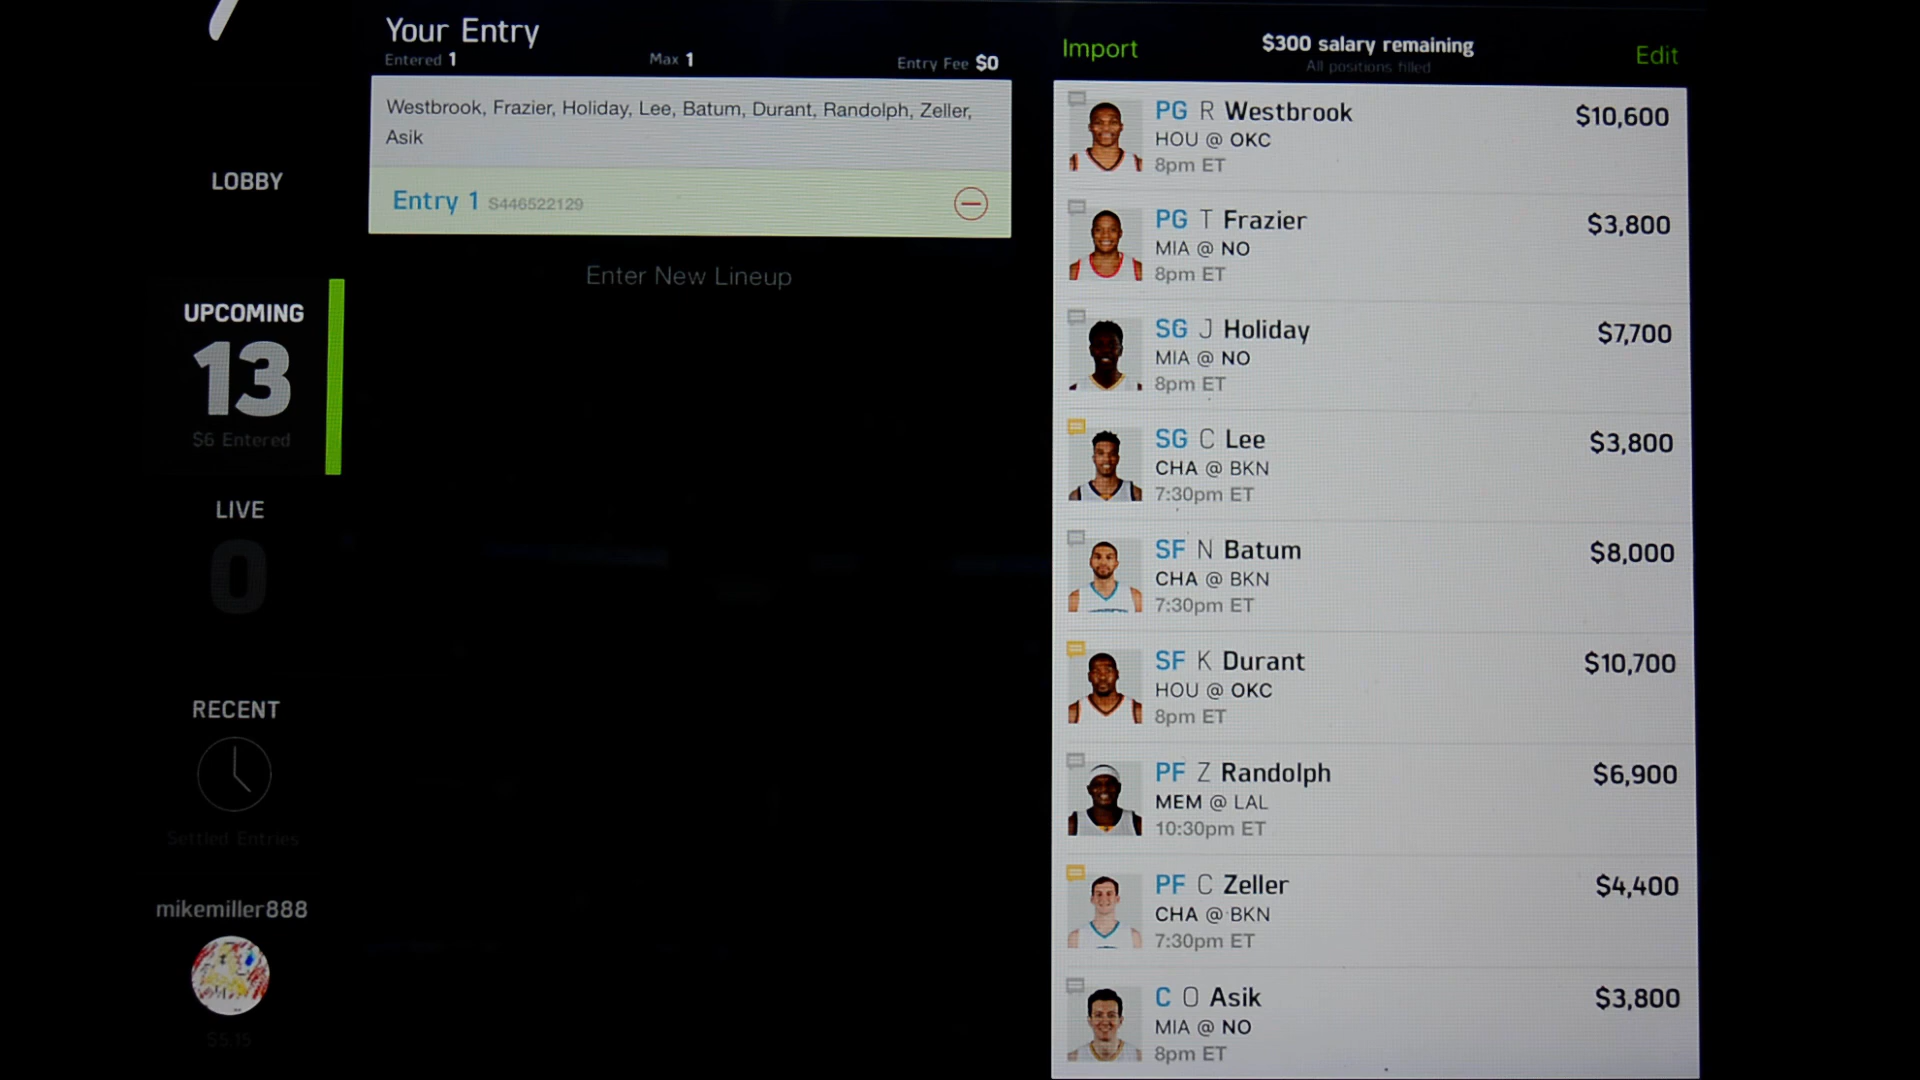 Your Entry
Entered 1
Max 1
Entry Fee $0
Westbrook, Frazier, Holiday, Lee, Batum, Durant, Randolph, Zeller,
Asik
Entry 1 S446522129
Enter New Lineup
LOBBY
UPCOMING
13
$6 Entered
LIVE
0
RECENT
Settled Entries
mikemiller888
$5.15
Import
$300 salary remaining
All positions filled
Edit
PG R Westbrook
$10,600
HOU @ OKC
8pm ET
PG T Frazier
$3,800
MIA @ NO
8pm ET
SG J Holiday
$7,700
MIA @ NO
8pm ET
SG C Lee
$3,800
CHA @ BKN
7:30pm ET
SF N Batum
$8,000
CHA @ BKN
7:30pm ET
SF K Durant
$10,700
HOU @ OKC
8pm ET
PF Z Randolph
$6,900
MEM @ LAL
10:30pm ET
PF C Zeller
$4,400
CHA @ BKN
7:30pm ET
C O Asik
$3,800
MIA @ NO
8pm ET